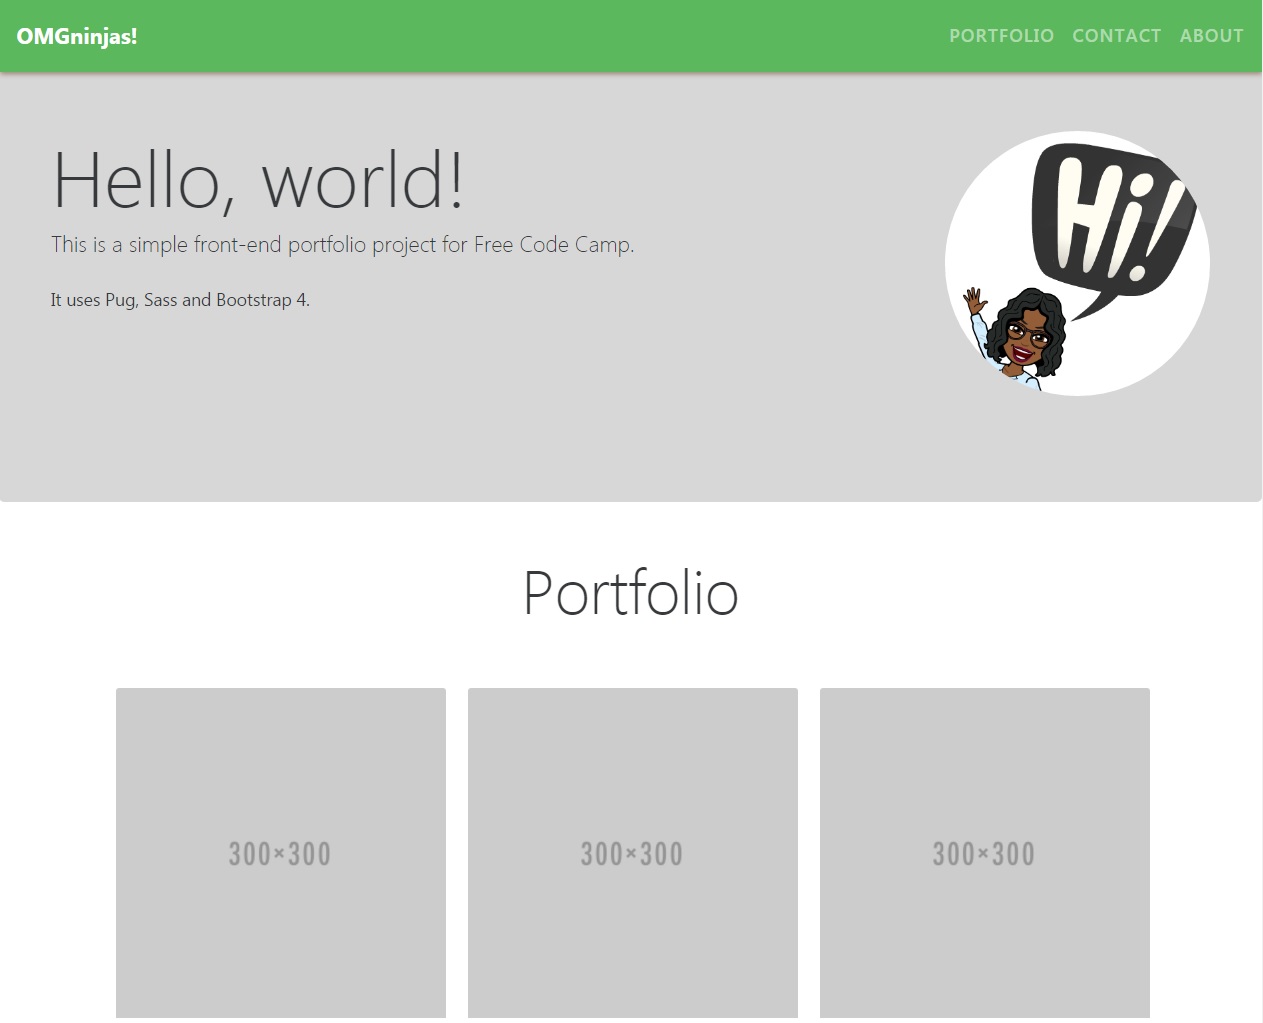 OMGninjas!
PORTFOLIO CONTACT ABOUT
Hello, world!
This is a simple front-end portfolio project for Free Code Camp.
It uses Pug, Sass and Bootstrap 4.
Hi!
Portfolio
300×300 300×300 300×300